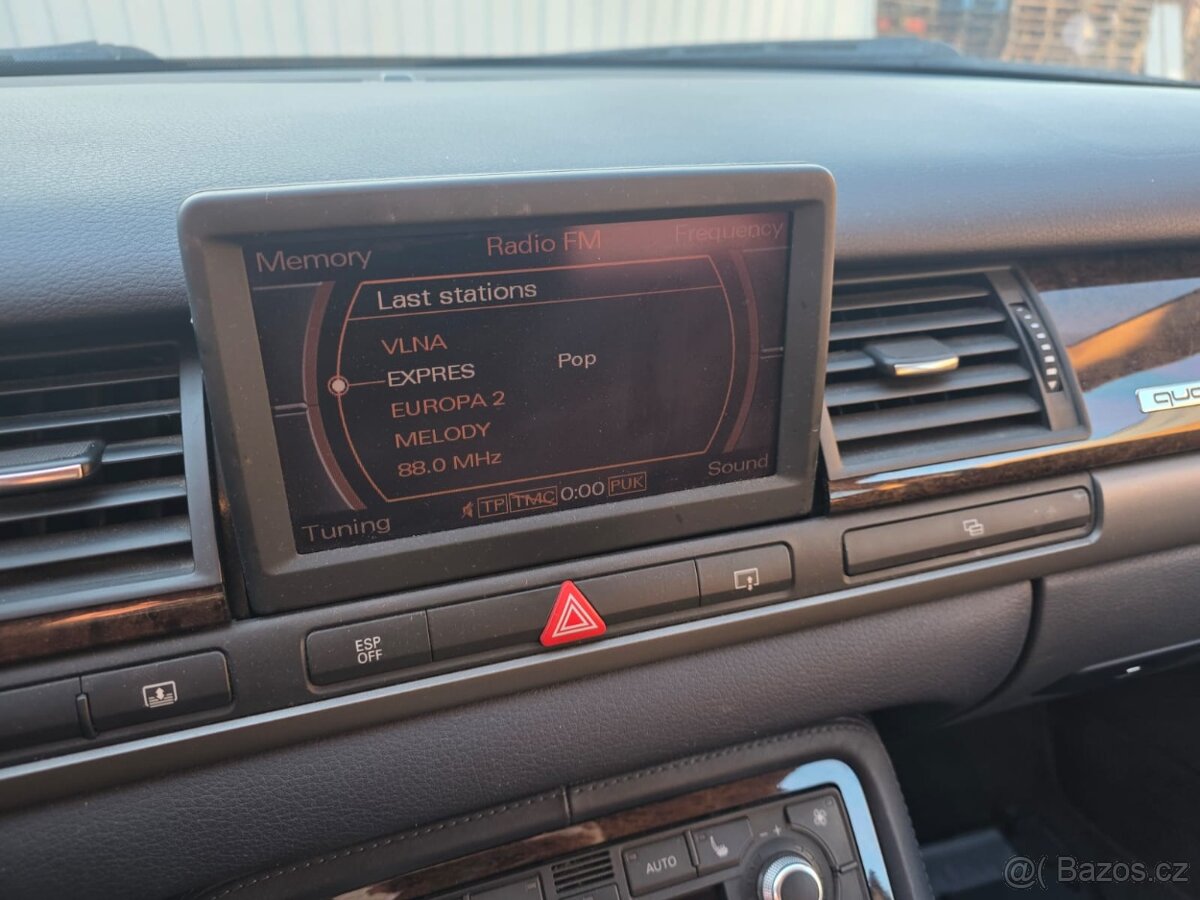 Memory
Radio FM
Frequency
Last stations
VLNA
EXPRES Pop
EUROPA 2
MELODY
88.0 MHz
Sound
Tuning
TP TMC 0:00 PUK
ESP
OFF
AUTO
@( Bazos.cz